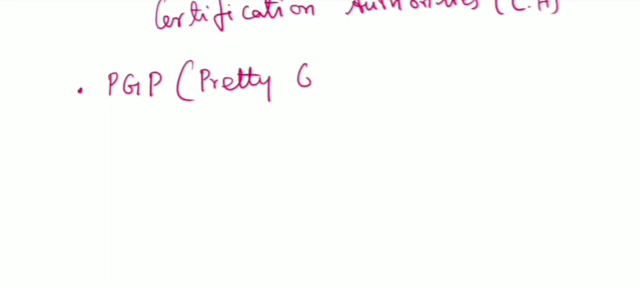 Certification Authorities (C.A)
. PGP (Pretty G